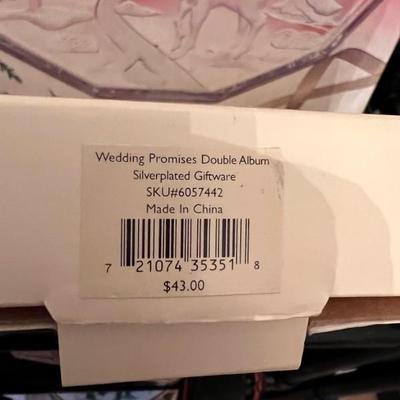 Wedding Promises Double Album
Silverplated Giftware
SKU#6057442
Made In China
7 21074 35351 8
$43.00